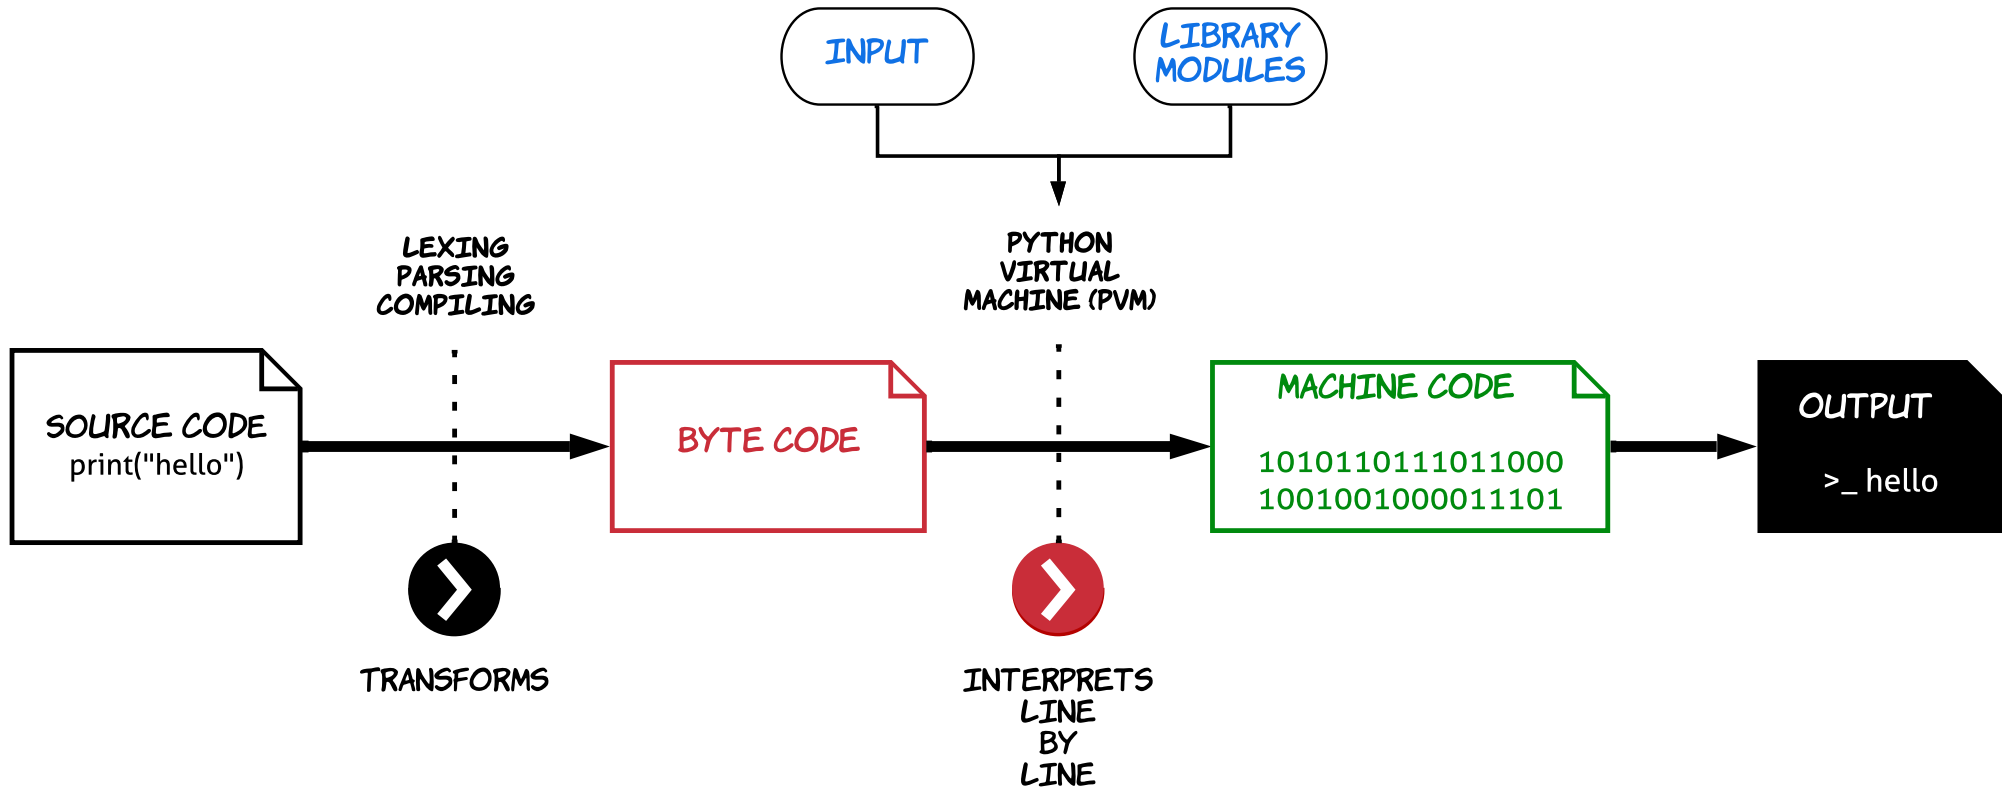 INPUT
LIBRARY
MODULES
LEXING
PARSING
COMPILING
PYTHON
VIRTUAL
MACHINE (PVM)
SOURCE CODE
print("hello")
BYTE CODE
MACHINE CODE
1010110111011000
1001001000011101
OUTPUT
>_ hello
TRANSFORMS
INTERPRETS
LINE
BY
LINE